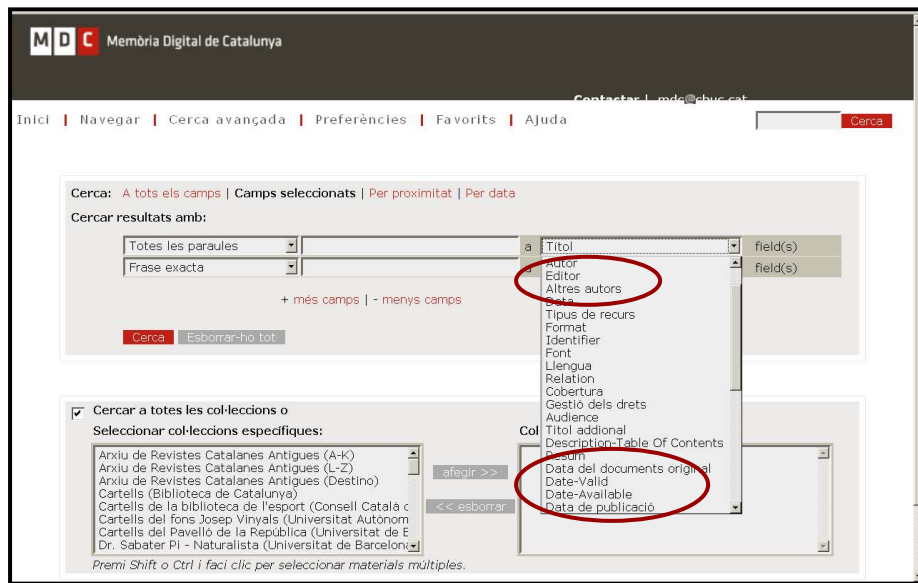 M D C Memòria Digital de Catalunya
Contactar | mdc@cbuc.cat
Inici | Navegar | Cerca avançada | Preferències | Favorits | Ajuda
Cerca
Cerca: A tots els camps | Camps seleccionats | Per proximitat | Per data
Cercar resultats amb:
Totes les paraules a Títol field(s)
Frase exacta a field(s)
Autor
Editor
Altres autors
Data
Tipus de recurs
Format
Identifier
Font
Llengua
Relation
Cobertura
Gestió dels drets
Audience
Titol addional
Description-Table Of Contents
Resum
Data del documents original
Date-Valid
Date-Available
Data de publicació
+ més camps | - menys camps
Cerca Esborrar-ho tot
Cercar a totes les col·leccions o
Seleccionar col·leccions específiques: Col
Arxiu de Revistes Catalanes Antigues (A-K)
Arxiu de Revistes Catalanes Antigues (L-Z)
Arxiu de Revistes Catalanes Antigues (Destino)
Cartells (Biblioteca de Catalunya)
Cartells de la biblioteca de l'esport (Consell Català d
Cartells del fons Josep Vinyals (Universitat Autònom
Cartells del Pavelló de la República (Universitat de B
Dr. Sabater Pi - Naturalista (Universitat de Barcelona
afegir >>
<< esborrar
Premi Shift o Ctrl i faci clic per seleccionar materials múltiples.